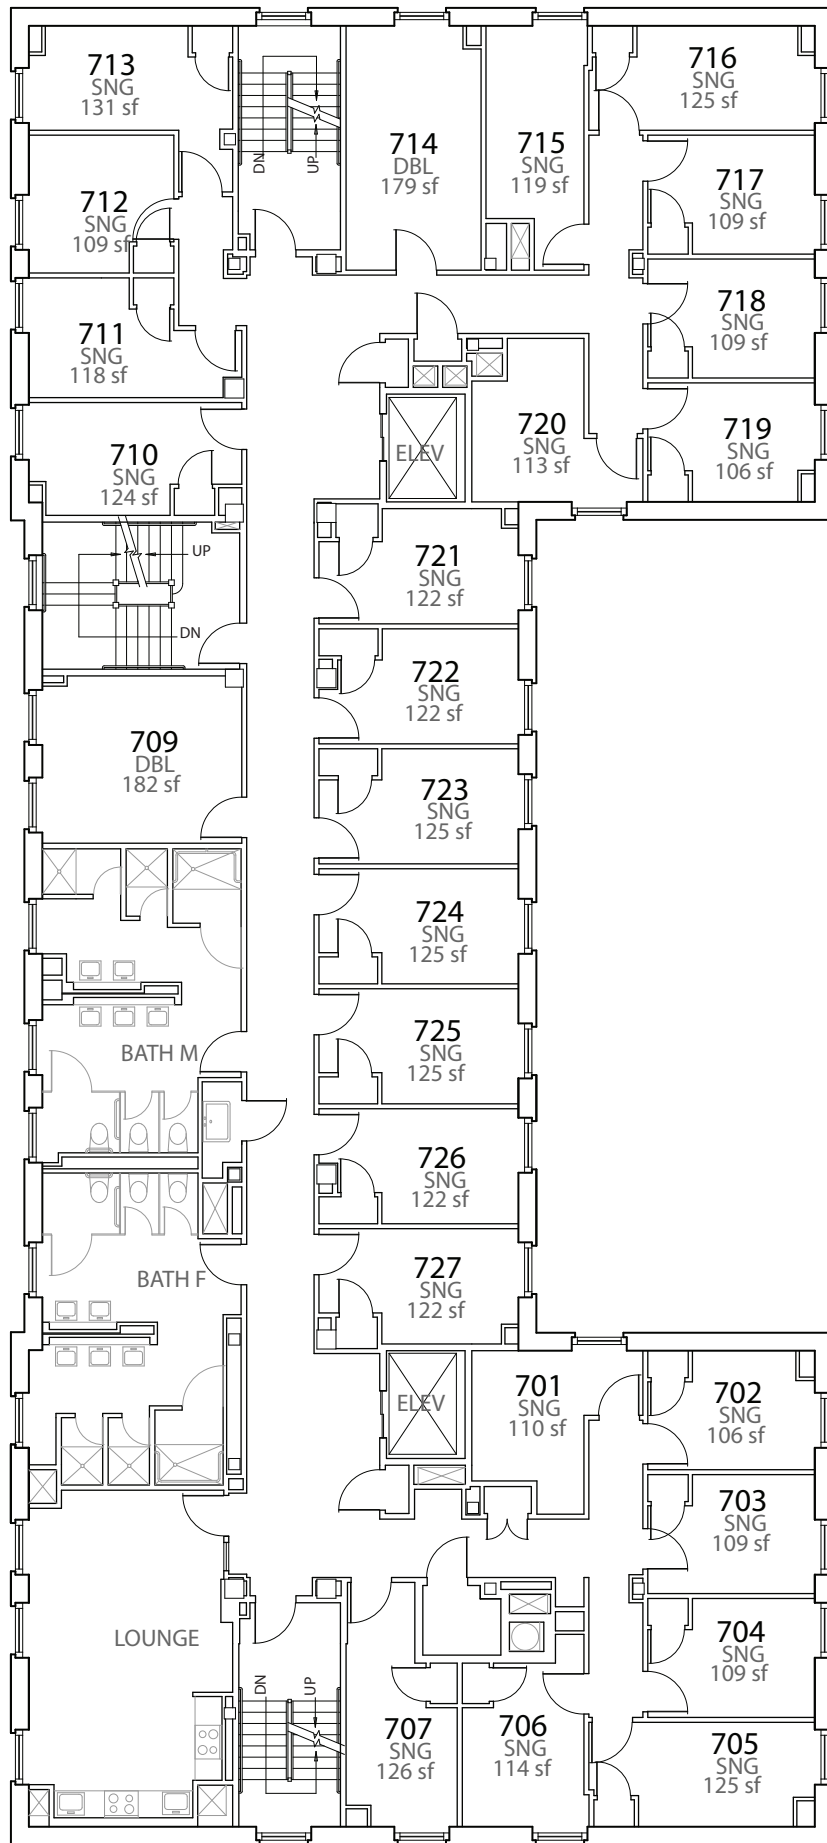 713
SNG
131 sf
DN
UP
714
DBL
179 sf
715
SNG
119 sf
716
SNG
125 sf
712
SNG
109 sf
717
SNG
109 sf
711
SNG
118 sf
718
SNG
109 sf
710
SNG
124 sf
ELEV
720
SNG
113 sf
719
SNG
106 sf
UP
DN
721
SNG
122 sf
722
SNG
122 sf
709
DBL
182 sf
723
SNG
125 sf
724
SNG
125 sf
BATH M
725
SNG
125 sf
726
SNG
122 sf
BATH F
727
SNG
122 sf
ELEV
701
SNG
110 sf
702
SNG
106 sf
703
SNG
109 sf
LOUNGE
704
SNG
109 sf
DN
UP
707
SNG
126 sf
706
SNG
114 sf
705
SNG
125 sf